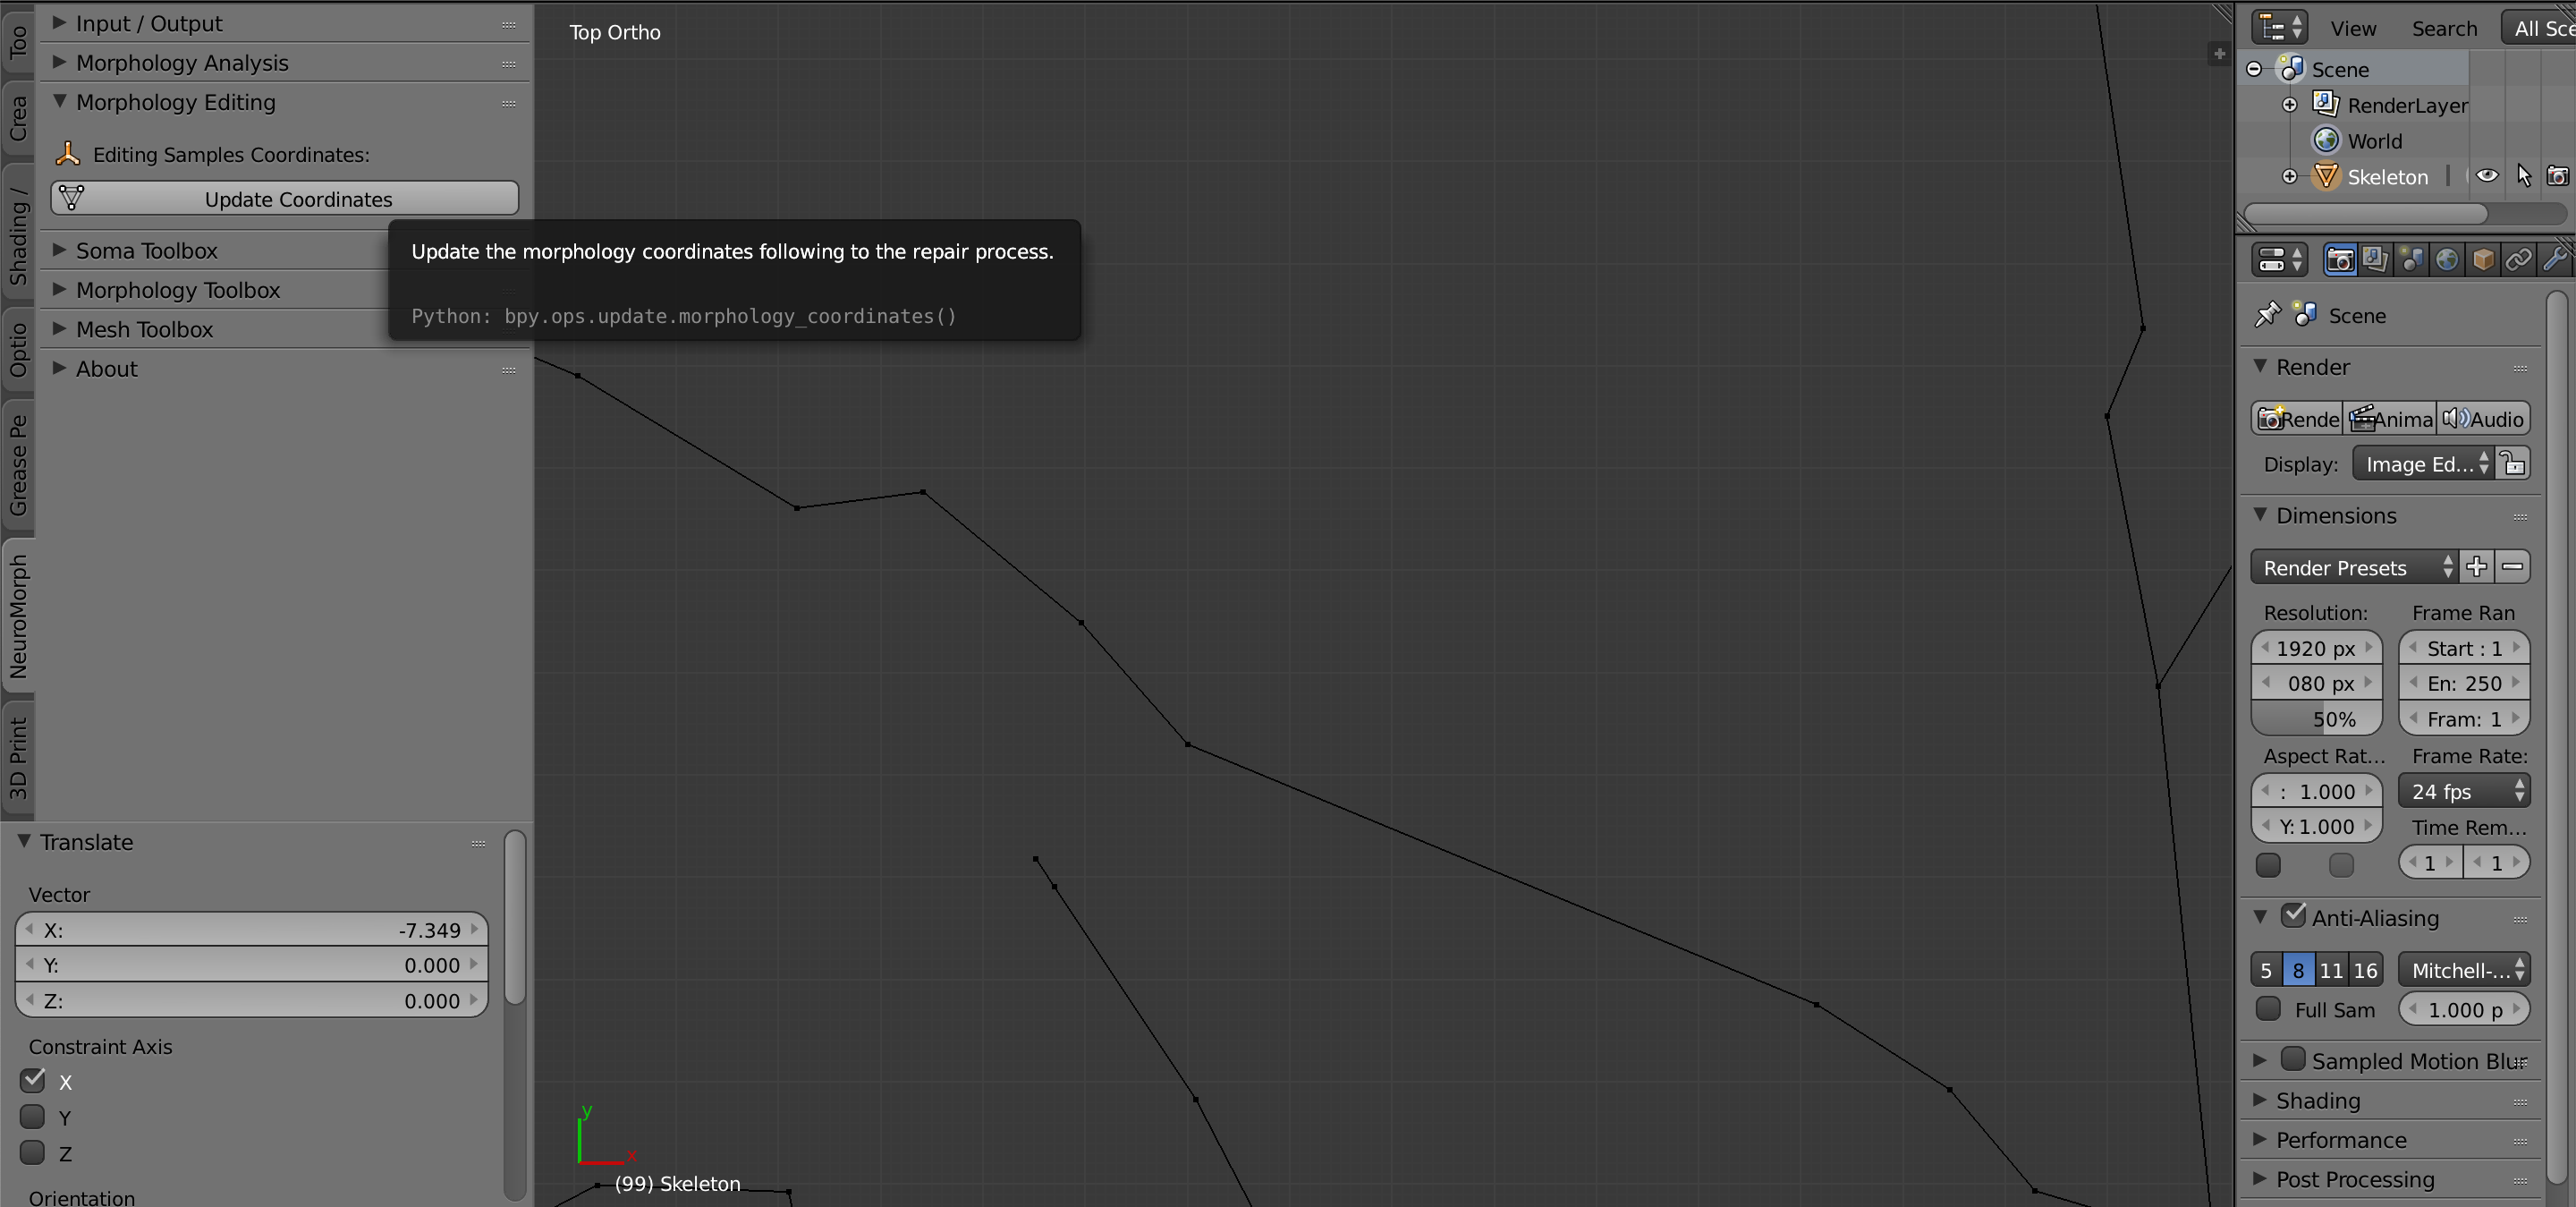 Too
Crea
Shading /
Optio
Grease Pe
NeuroMorph
3D Print
Input / Output
Morphology Analysis
Morphology Editing
Editing Samples Coordinates:
Update Coordinates
Soma Toolbox
Morphology Toolbox
Mesh Toolbox
About
Update the morphology coordinates following to the repair process.
Python: bpy.ops.update.morphology_coordinates()
Translate
Vector
X: -7.349
Y: 0.000
Z: 0.000
Constraint Axis
X
Y
Z
Orientation
Top Ortho
y
x
(99) Skeleton
View Search All Sce
Scene
RenderLayer
World
Skeleton
Scene
Render
Rende Anima Audio
Display: Image Ed...
Dimensions
Render Presets
Resolution: Frame Ran
1920 px Start : 1
080 px En: 250
50% Fram: 1
Aspect Rat... Frame Rate:
: 1.000 24 fps
Y: 1.000 Time Rem...
1 1
Anti-Aliasing
5 8 11 16 Mitchell-...
Full Sam 1.000 p
Sampled Motion Blur
Shading
Performance
Post Processing